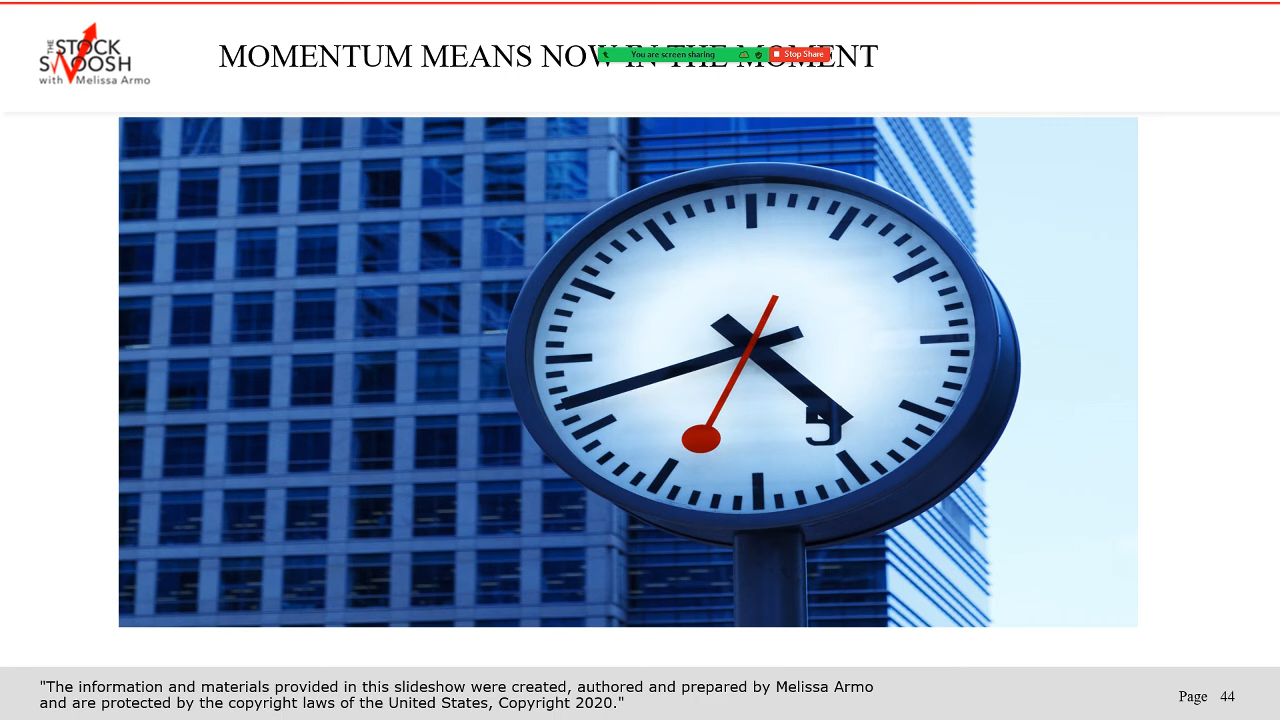 THE
STOCK
SWOOSH
with Melissa Armo
MOMENTUM MEANS NOW IN THE MOMENT
You are screen sharing
Stop Share
5
"The information and materials provided in this slideshow were created, authored and prepared by Melissa Armo
and are protected by the copyright laws of the United States, Copyright 2020."
Page 44